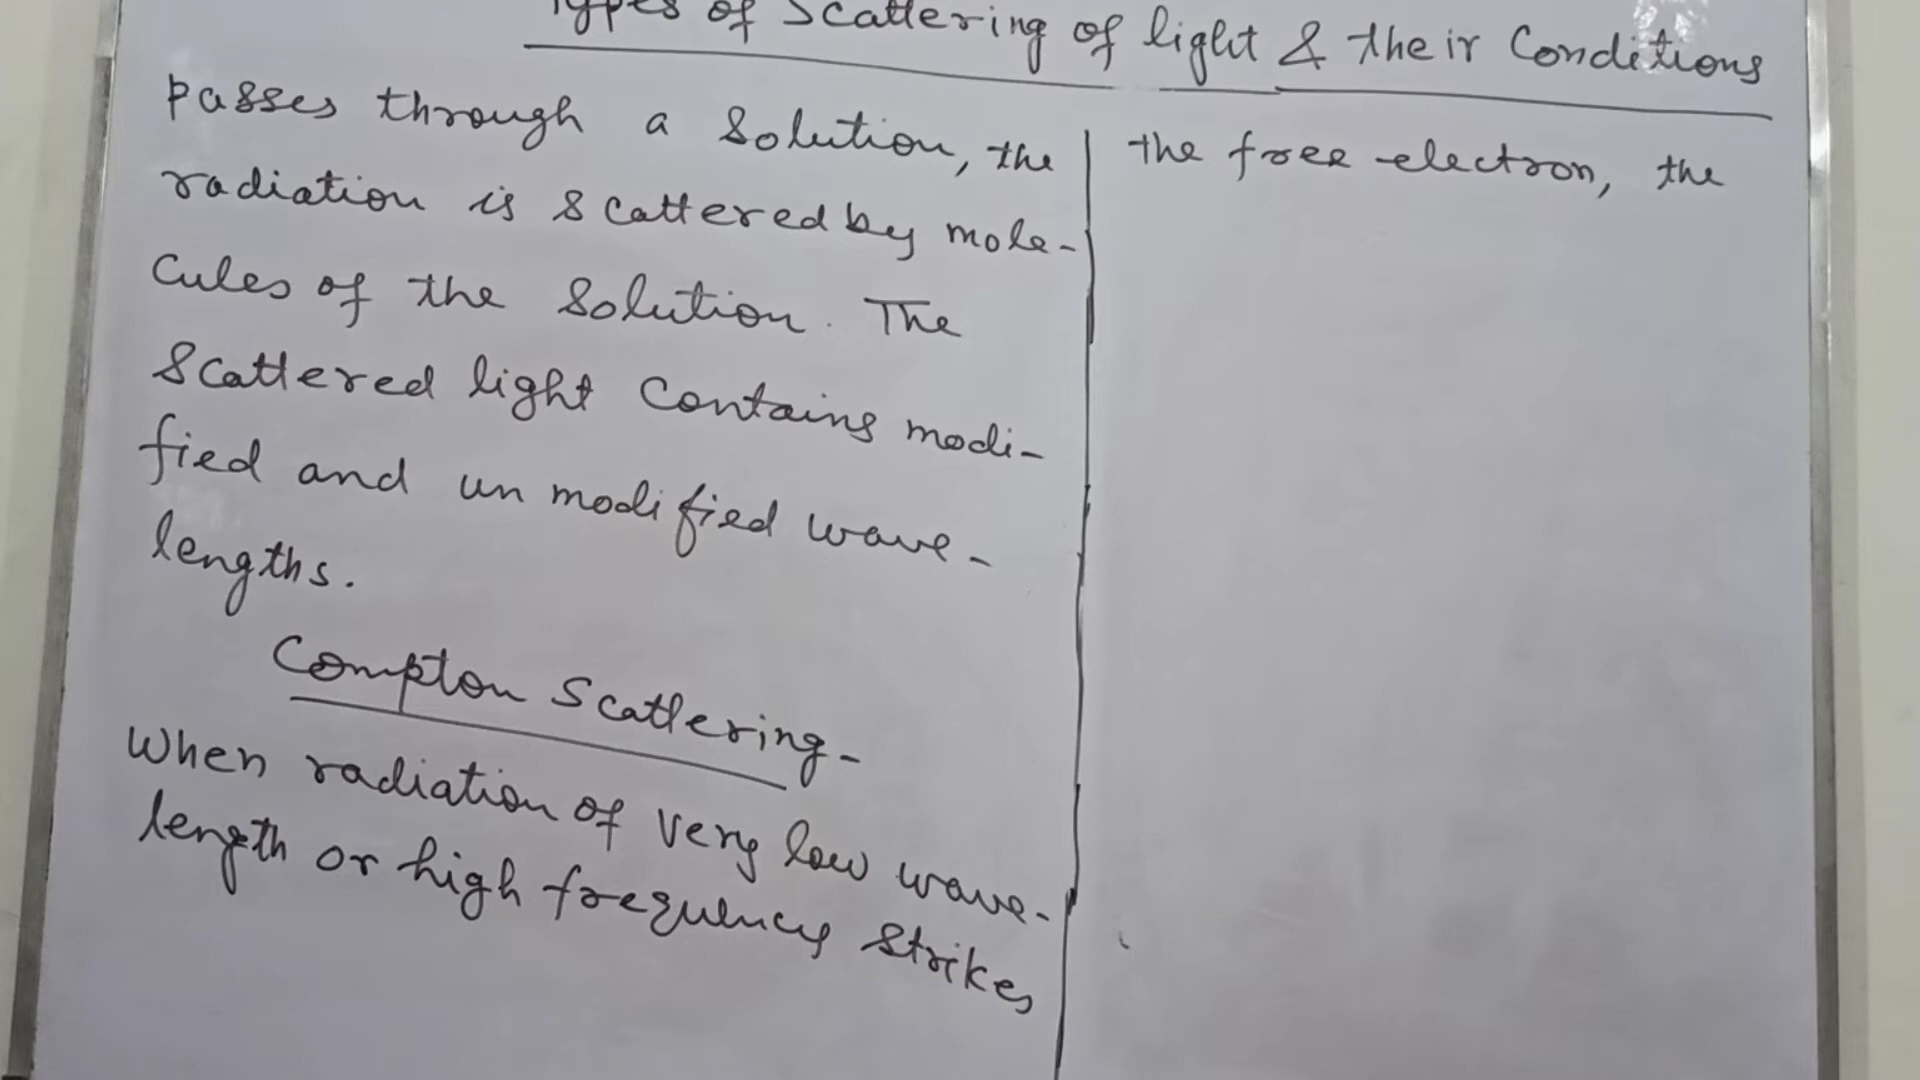 Types of Scattering of light & their Conditions
passes through a Solution, the
radiation is scattered by mole-
cules of the Solution. The
Scattered light Contains modi-
fied and un modified wave-
lengths.
Compton Scattering-
When radiation of very low wave-
length or high frequency strikes
the free electron, the